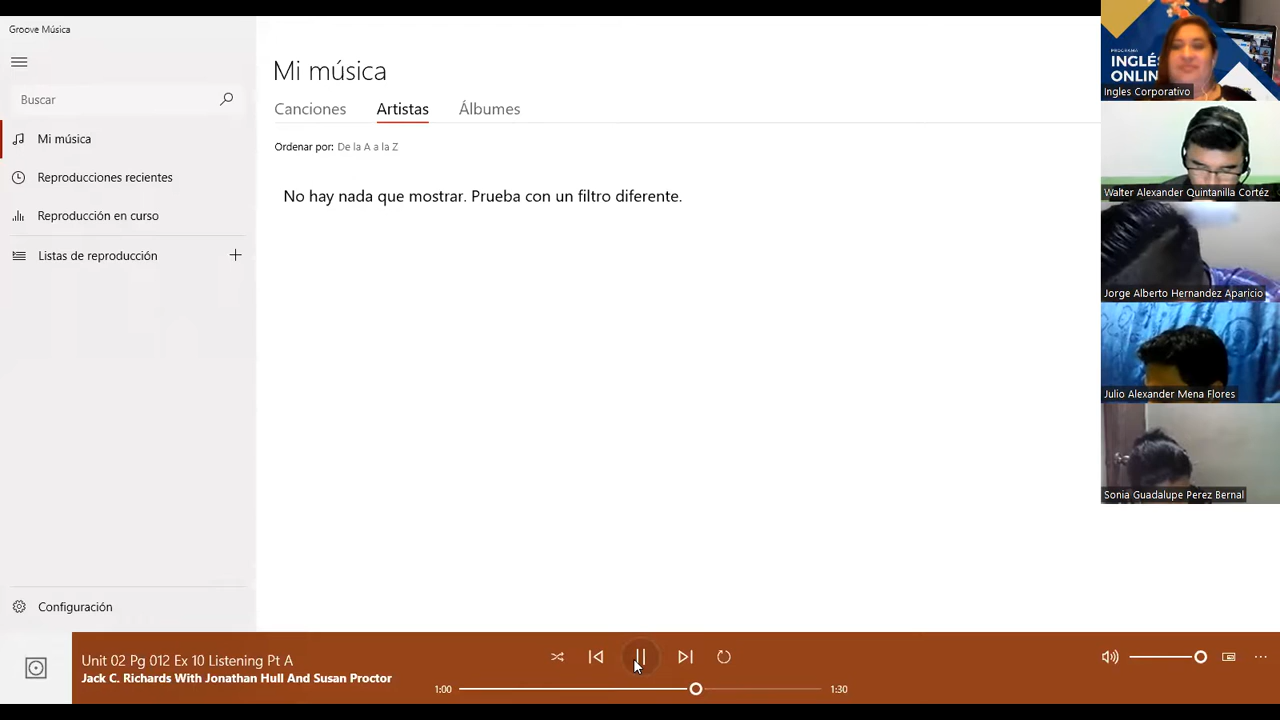 Groove Música
Buscar
Mi música
Reproducciones recientes
Reproducción en curso
Listas de reproducción
Configuración
Mi música
Canciones Artistas Álbumes
Ordenar por: De la A a la Z
No hay nada que mostrar. Prueba con un filtro diferente.
Unit 02 Pg 012 Ex 10 Listening Pt A
Jack C. Richards With Jonathan Hull And Susan Proctor
1:00
1:30
PROGRAMA
INGLÉS
ONLIN
Ingles Corporativo
Walter Alexander Quintanilla Cortéz
Jorge Alberto Hernandez Aparicio
Julio Alexander Mena Flores
Sonia Guadalupe Perez Bernal